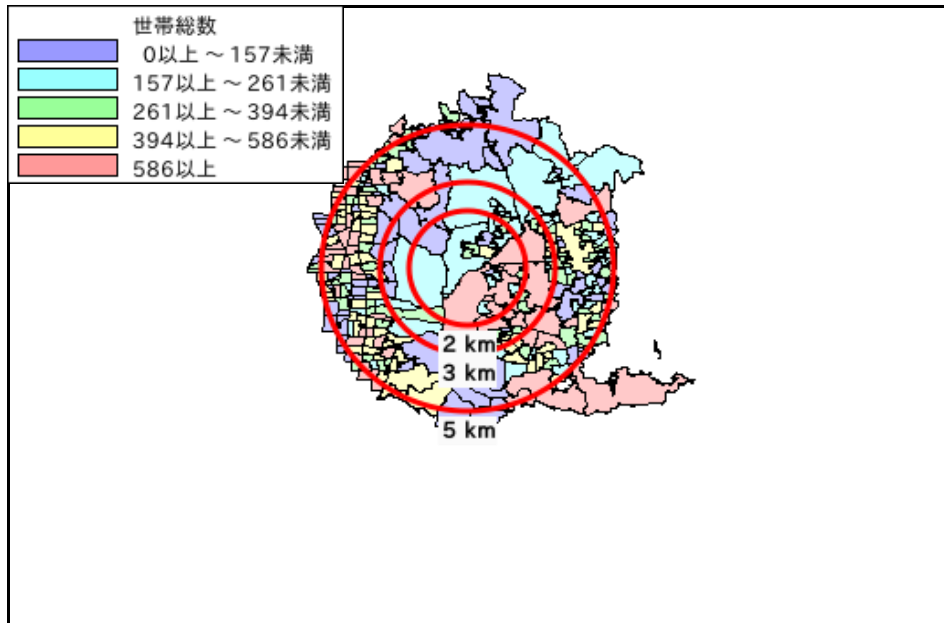 世帯総数
0以上 ～ 157未満
157以上 ～ 261未満
261以上 ～ 394未満
394以上 ～ 586未満
586以上
2 km
3 km
5 km